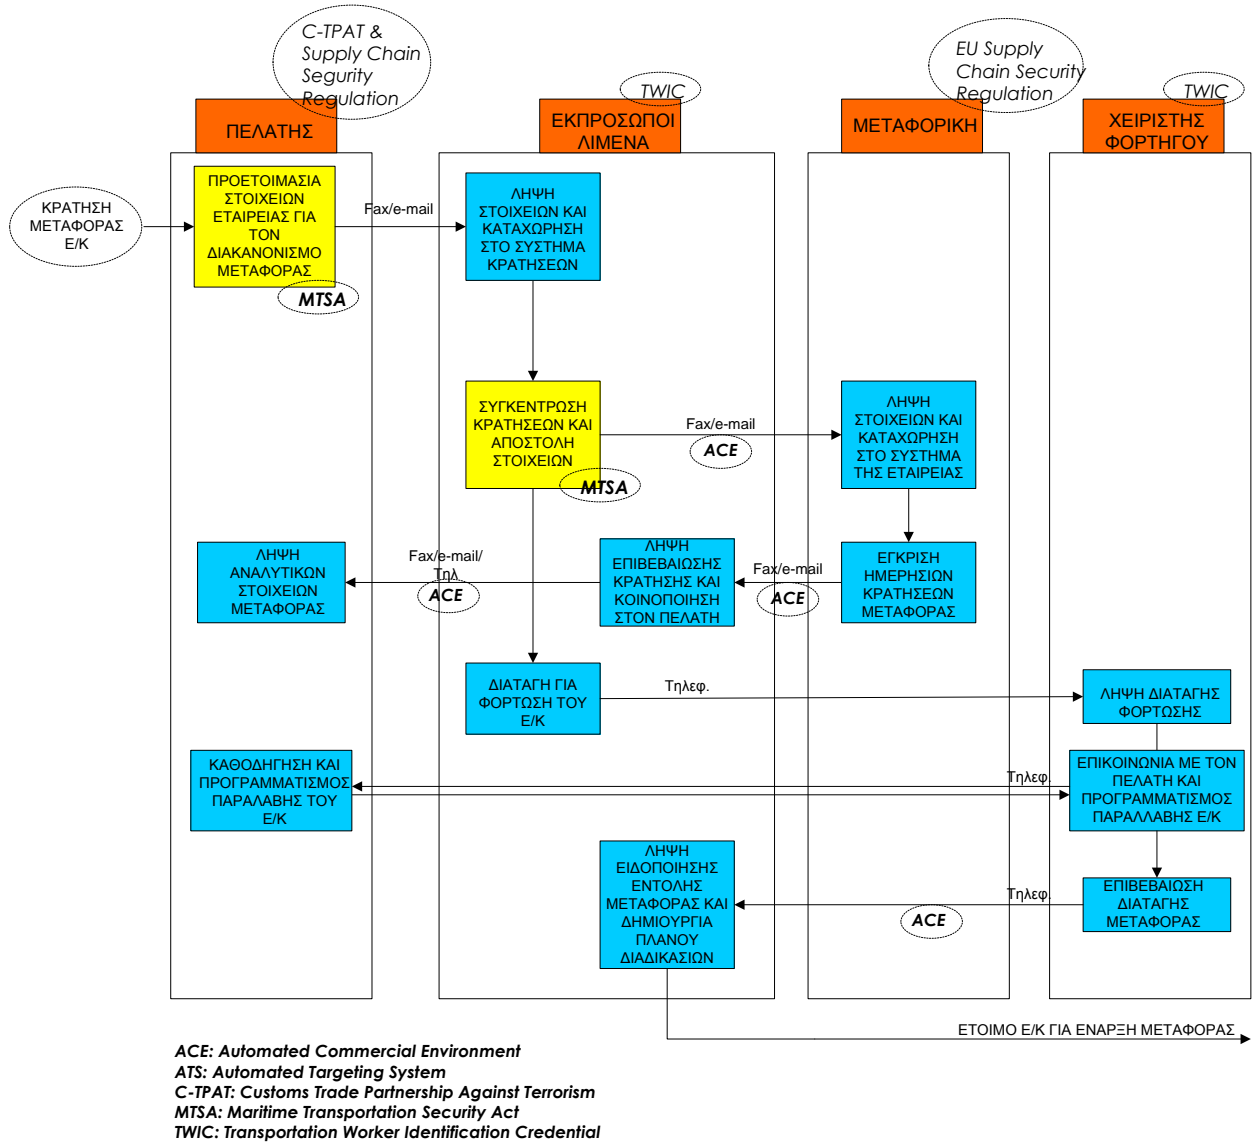 C-TPAT &
Supply Chain
Segurity
Regulation
EU Supply
Chain Security
Regulation
TWIC
TWIC
ΠΕΛΑΤΗΣ
ΕΚΠΡΟΣΩΠΟΙ
ΛΙΜΕΝΑ
ΜΕΤΑΦΟΡΙΚΗ
ΧΕΙΡΙΣΤΗΣ
ΦΟΡΤΗΓΟΥ
ΚΡΑΤΗΣΗ
ΜΕΤΑΦΟΡΑΣ
Ε/Κ
ΠΡΟΕΤΟΙΜΑΣΙΑ
ΣΤΟΙΧΕΙΩΝ
ΕΤΑΙΡΕΙΑΣ ΓΙΑ
ΤΟΝ
ΔΙΑΚΑΝΟΝΙΣΜΟ
ΜΕΤΑΦΟΡΑΣ
MTSA
Fax/e-mail
ΛΗΨΗ
ΣΤΟΙΧΕΙΩΝ ΚΑΙ
ΚΑΤΑΧΩΡΗΣΗ
ΣΤΟ ΣΥΣΤΗΜΑ
ΚΡΑΤΗΣΕΩΝ
ΣΥΓΚΕΝΤΡΩΣΗ
ΚΡΑΤΗΣΕΩΝ ΚΑΙ
ΑΠΟΣΤΟΛΗ
ΣΤΟΙΧΕΙΩΝ
MTSA
Fax/e-mail
ACE
ΛΗΨΗ
ΣΤΟΙΧΕΙΩΝ ΚΑΙ
ΚΑΤΑΧΩΡΗΣΗ
ΣΤΟ ΣΥΣΤΗΜΑ
ΤΗΣ ΕΤΑΙΡΕΙΑΣ
ΛΗΨΗ
ΑΝΑΛΥΤΙΚΩΝ
ΣΤΟΙΧΕΙΩΝ
ΜΕΤΑΦΟΡΑΣ
Fax/e-mail/
Τηλ
ACE
ΛΗΨΗ
ΕΠΙΒΕΒΑΙΩΣΗΣ
ΚΡΑΤΗΣΗΣ ΚΑΙ
ΚΟΙΝΟΠΟΙΗΣΗ
ΣΤΟΝ ΠΕΛΑΤΗ
Fax/e-mail
ACE
ΕΓΚΡΙΣΗ
ΗΜΕΡΗΣΙΩΝ
ΚΡΑΤΗΣΕΩΝ
ΜΕΤΑΦΟΡΑΣ
ΔΙΑΤΑΓΗ ΓΙΑ
ΦΟΡΤΩΣΗ ΤΟΥ
Ε/Κ
Τηλεφ.
ΛΗΨΗ ΔΙΑΤΑΓΗΣ
ΦΟΡΤΩΣΗΣ
ΚΑΘΟΔΗΓΗΣΗ ΚΑΙ
ΠΡΟΓΡΑΜΜΑΤΙΣΜΟΣ
ΠΑΡΑΛΑΒΗΣ ΤΟΥ
Ε/Κ
Τηλεφ.
ΕΠΙΚΟΙΝΩΝΙΑ ΜΕ ΤΟΝ
ΠΕΛΑΤΗ ΚΑΙ
ΠΡΟΓΡΑΜΜΑΤΙΣΜΟΣ
ΠΑΡΑΛΛΑΒΗΣ Ε/Κ
ΛΗΨΗ
ΕΙΔΟΠΟΙΗΣΗΣ
ΕΝΤΟΛΗΣ
ΜΕΤΑΦΟΡΑΣ ΚΑΙ
ΔΗΜΙΟΥΡΓΙΑ
ΠΛΑΝΟΥ
ΔΙΑΔΙΚΑΣΙΩΝ
ACE
Τηλεφ.
ΕΠΙΒΕΒΑΙΩΣΗ
ΔΙΑΤΑΓΗΣ
ΜΕΤΑΦΟΡΑΣ
ΕΤΟΙΜΟ Ε/Κ ΓΙΑ ΕΝΑΡΞΗ ΜΕΤΑΦΟΡΑΣ
ACE: Automated Commercial Environment
ATS: Automated Targeting System
C-TPAT: Customs Trade Partnership Against Terrorism
MTSA: Maritime Transportation Security Act
TWIC: Transportation Worker Identification Credential